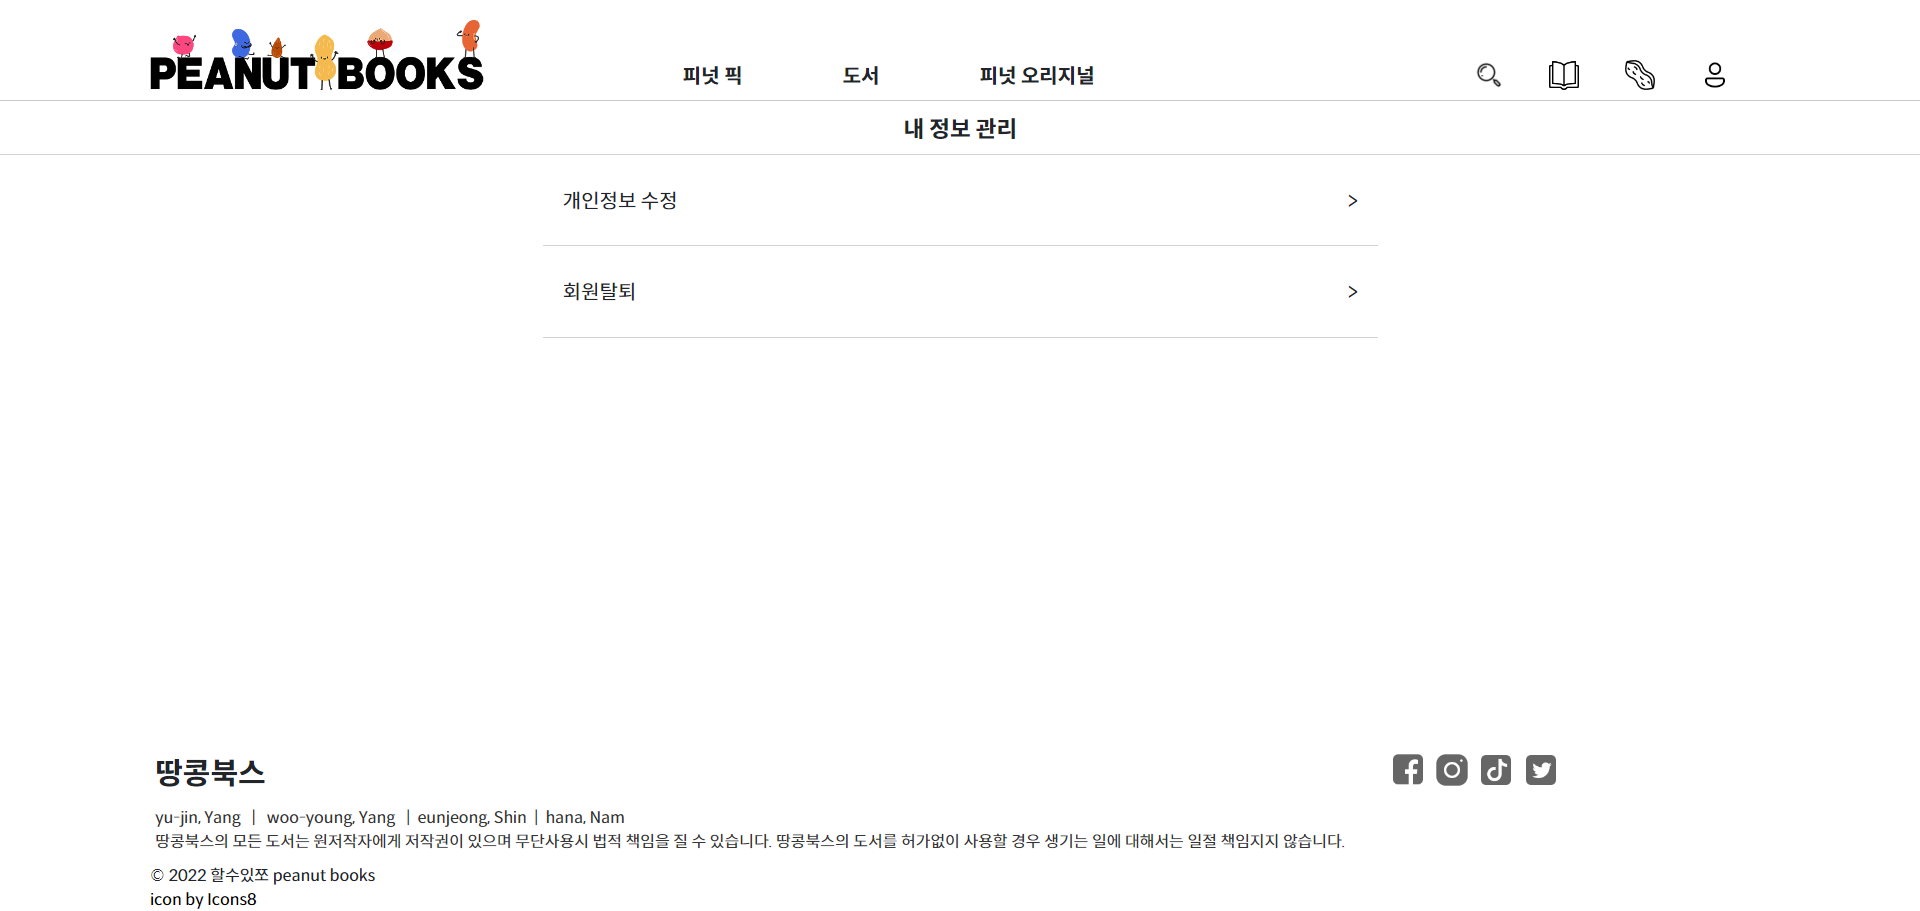 PEANUT BOOKS
피넛 픽 도서 피넛 오리지널
내 정보 관리
개인정보 수정 >
회원탈퇴 >
땅콩북스
yu-jin, Yang | woo-young, Yang | eunjeong, Shin | hana, Nam
땅콩북스의 모든 도서는 원저작자에게 저작권이 있으며 무단사용시 법적 책임을 질 수 있습니다. 땅콩북스의 도서를 허가없이 사용할 경우 생기는 일에 대해서는 일절 책임지지 않습니다.
© 2022 할수있쪼 peanut books
icon by Icons8